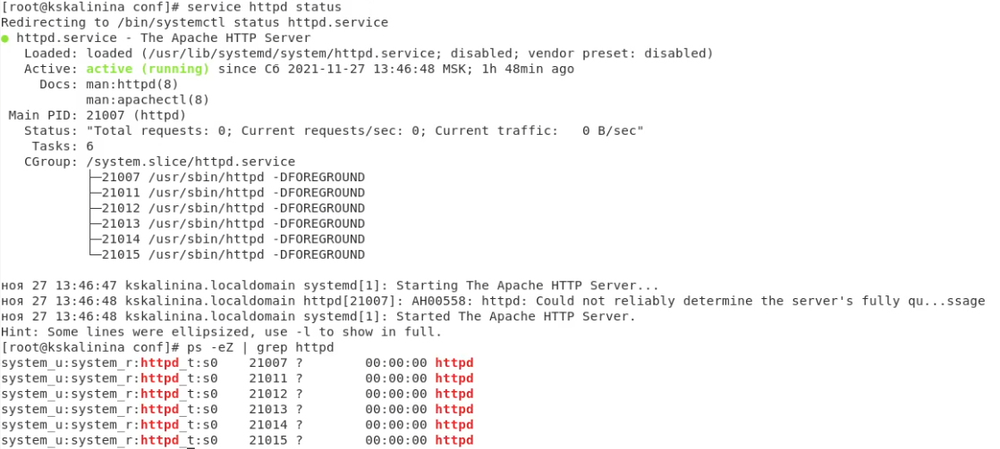 [root@kskalinina conf]# service httpd status
Redirecting to /bin/systemctl status httpd.service
● httpd.service - The Apache HTTP Server
   Loaded: loaded (/usr/lib/systemd/system/httpd.service; disabled; vendor preset: disabled)
   Active: active (running) since Сб 2021-11-27 13:46:48 MSK; 1h 48min ago
     Docs: man:httpd(8)
           man:apachectl(8)
 Main PID: 21007 (httpd)
   Status: "Total requests: 0; Current requests/sec: 0; Current traffic:   0 B/sec"
    Tasks: 6
   CGroup: /system.slice/httpd.service
           ├─21007 /usr/sbin/httpd -DFOREGROUND
           ├─21011 /usr/sbin/httpd -DFOREGROUND
           ├─21012 /usr/sbin/httpd -DFOREGROUND
           ├─21013 /usr/sbin/httpd -DFOREGROUND
           ├─21014 /usr/sbin/httpd -DFOREGROUND
           └─21015 /usr/sbin/httpd -DFOREGROUND

ноя 27 13:46:47 kskalinina.localdomain systemd[1]: Starting The Apache HTTP Server...
ноя 27 13:46:48 kskalinina.localdomain httpd[21007]: AH00558: httpd: Could not reliably determine the server's fully qu...ssage
ноя 27 13:46:48 kskalinina.localdomain systemd[1]: Started The Apache HTTP Server.
Hint: Some lines were ellipsized, use -l to show in full.
[root@kskalinina conf]# ps -eZ | grep httpd
system_u:system_r:httpd_t:s0    21007 ?        00:00:00 httpd
system_u:system_r:httpd_t:s0    21011 ?        00:00:00 httpd
system_u:system_r:httpd_t:s0    21012 ?        00:00:00 httpd
system_u:system_r:httpd_t:s0    21013 ?        00:00:00 httpd
system_u:system_r:httpd_t:s0    21014 ?        00:00:00 httpd
system_u:system_r:httpd_t:s0    21015 ?        00:00:00 httpd